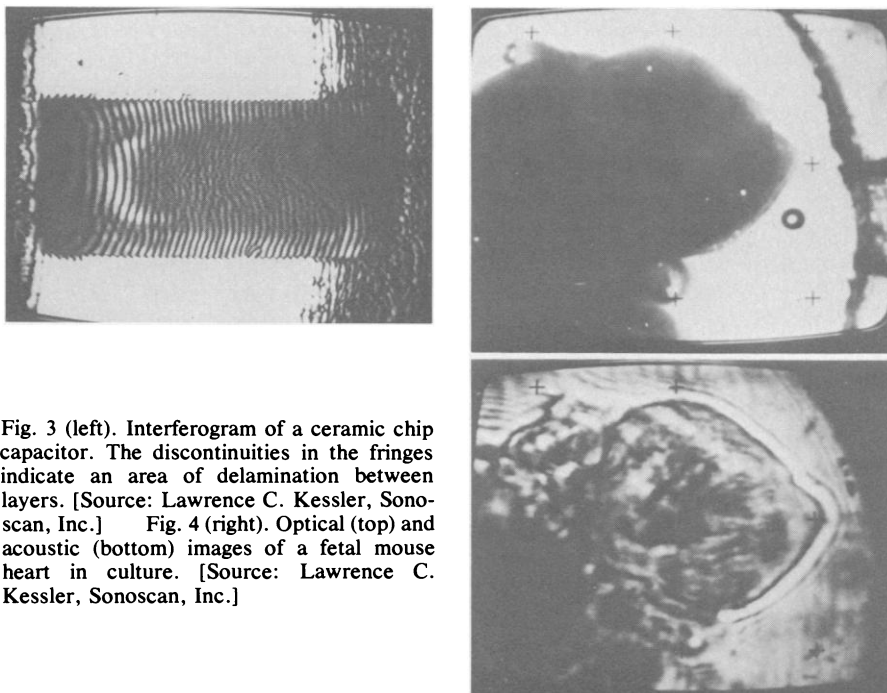 Fig. 3 (left). Interferogram of a ceramic chip
capacitor. The discontinuities in the fringes
indicate an area of delamination between
layers. [Source: Lawrence C. Kessler, Sono-
scan, Inc.] Fig. 4 (right). Optical (top) and
acoustic (bottom) images of a fetal mouse
heart in culture. [Source: Lawrence C.
Kessler, Sonoscan, Inc.]